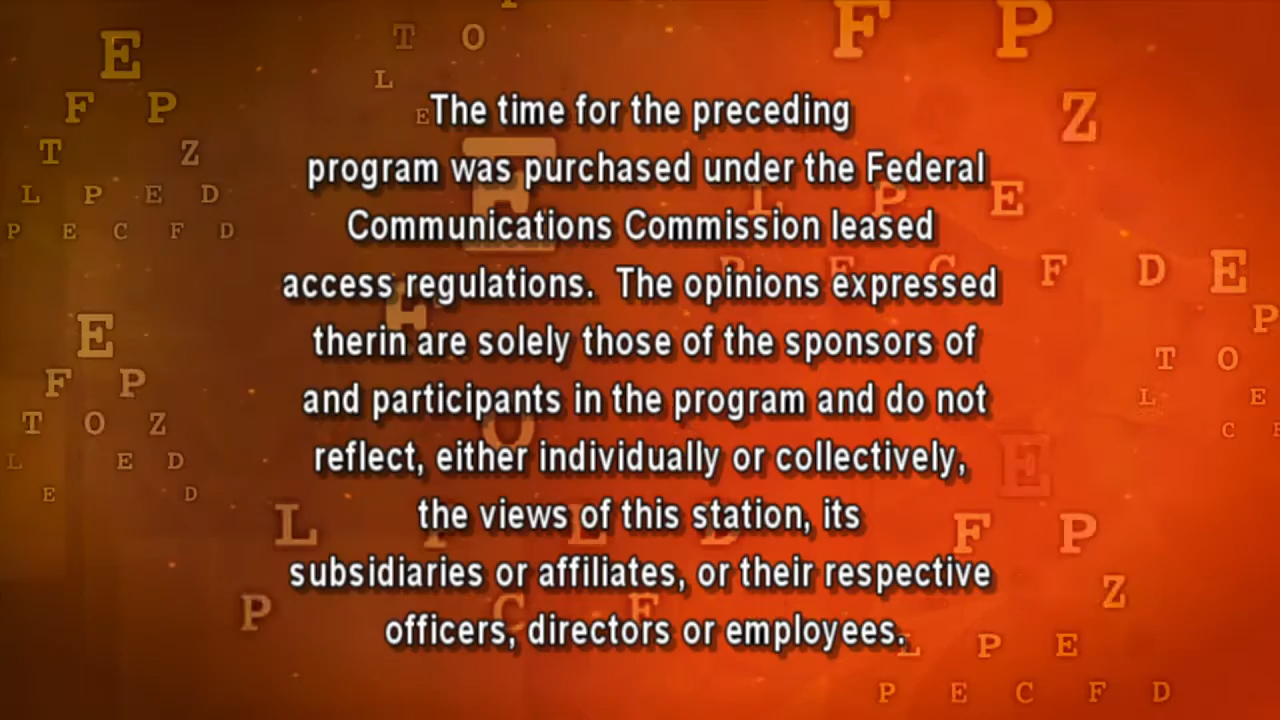 The time for the preceding
program was purchased under the Federal
Communications Commission leased
access regulations.  The opinions expressed
therin are solely those of the sponsors of
and participants in the program and do not
reflect, either individually or collectively,
the views of this station, its
subsidiaries or affiliates, or their respective
officers, directors or employees.